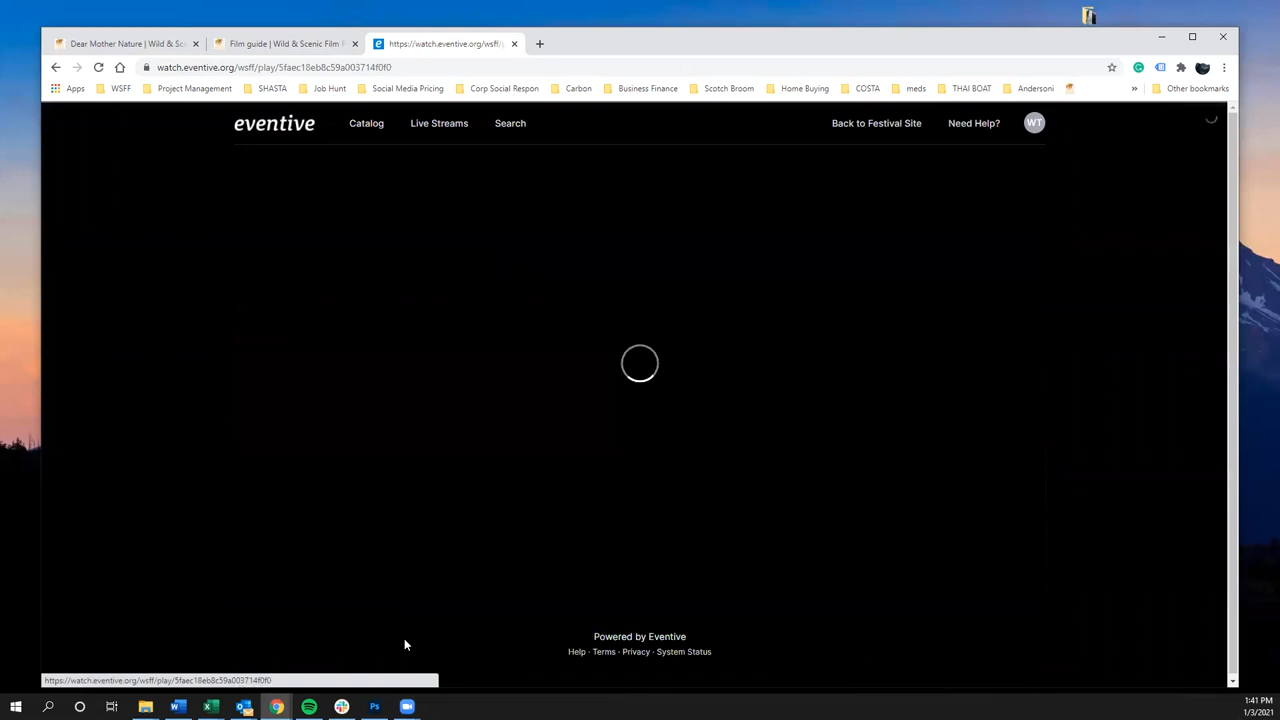 Dear Mother Nature | Wild & Sc
Film guide | Wild & Scenic Film F
https://watch.eventive.org/wsff/
watch.eventive.org/wsff/play/5faec18eb8c59a003714f0f0
Apps WSFF Project Management SHASTA Job Hunt Social Media Pricing Corp Social Respon Carbon Business Finance Scotch Broom Home Buying COSTA meds THAI BOAT Andersoni » Other bookmarks
eventive Catalog Live Streams Search Back to Festival Site Need Help? WT
Powered by Eventive
Help · Terms · Privacy · System Status
https://watch.eventive.org/wsff/play/5faec18eb8c59a003714f0f0
1:41 PM
1/3/2021